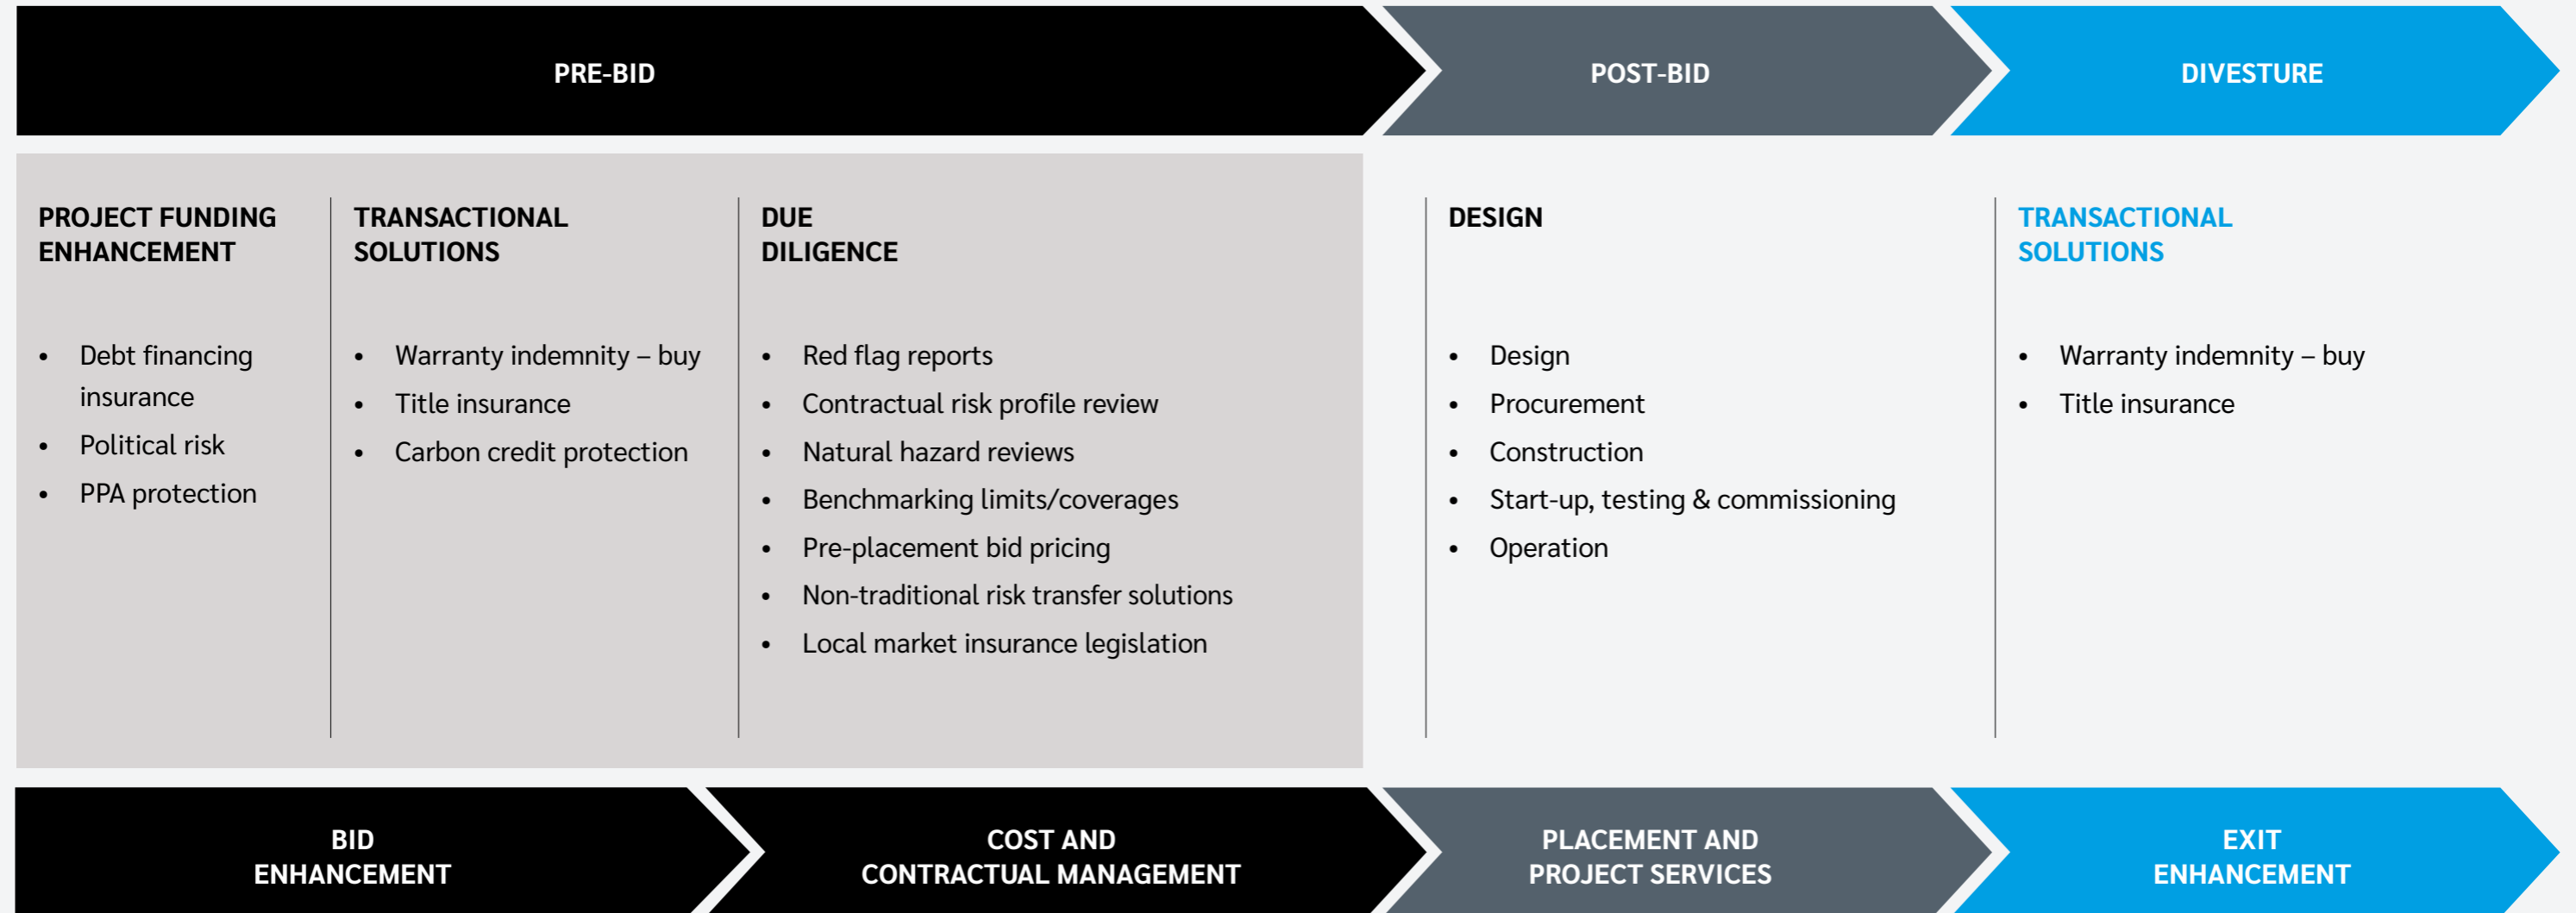 PRE-BID
POST-BID
DIVESTURE
PROJECT FUNDING
ENHANCEMENT
• Debt financing
insurance
• Political risk
• PPA protection
TRANSACTIONAL
SOLUTIONS
• Warranty indemnity – buy
• Title insurance
• Carbon credit protection
DUE
DILIGENCE
• Red flag reports
• Contractual risk profile review
• Natural hazard reviews
• Benchmarking limits/coverages
• Pre-placement bid pricing
• Non-traditional risk transfer solutions
• Local market insurance legislation
DESIGN
• Design
• Procurement
• Construction
• Start-up, testing & commissioning
• Operation
TRANSACTIONAL
SOLUTIONS
• Warranty indemnity – buy
• Title insurance
BID
ENHANCEMENT
COST AND
CONTRACTUAL MANAGEMENT
PLACEMENT AND
PROJECT SERVICES
EXIT
ENHANCEMENT